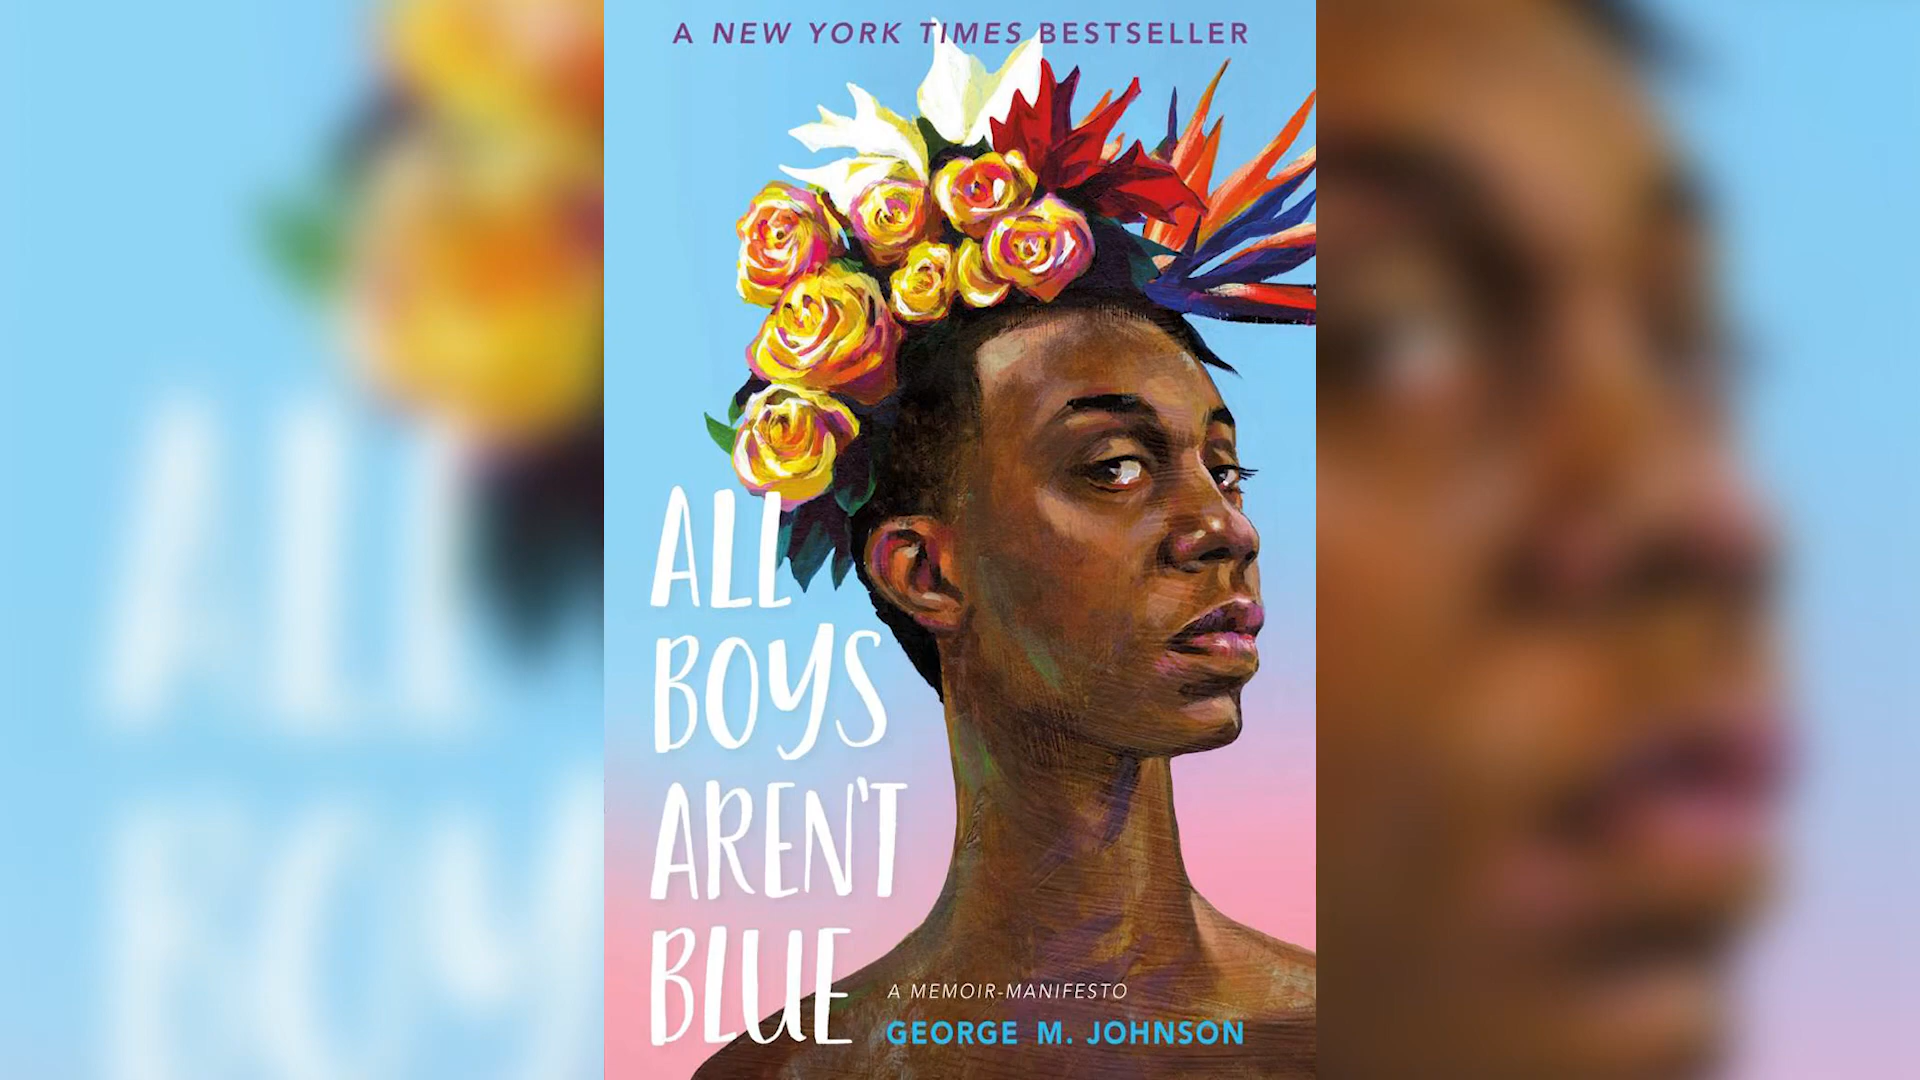 A NEW YORK TIMES BESTSELLER
ALL
BOYS
AREN'T
BLUE
A MEMOIR-MANIFESTO
GEORGE M. JOHNSON